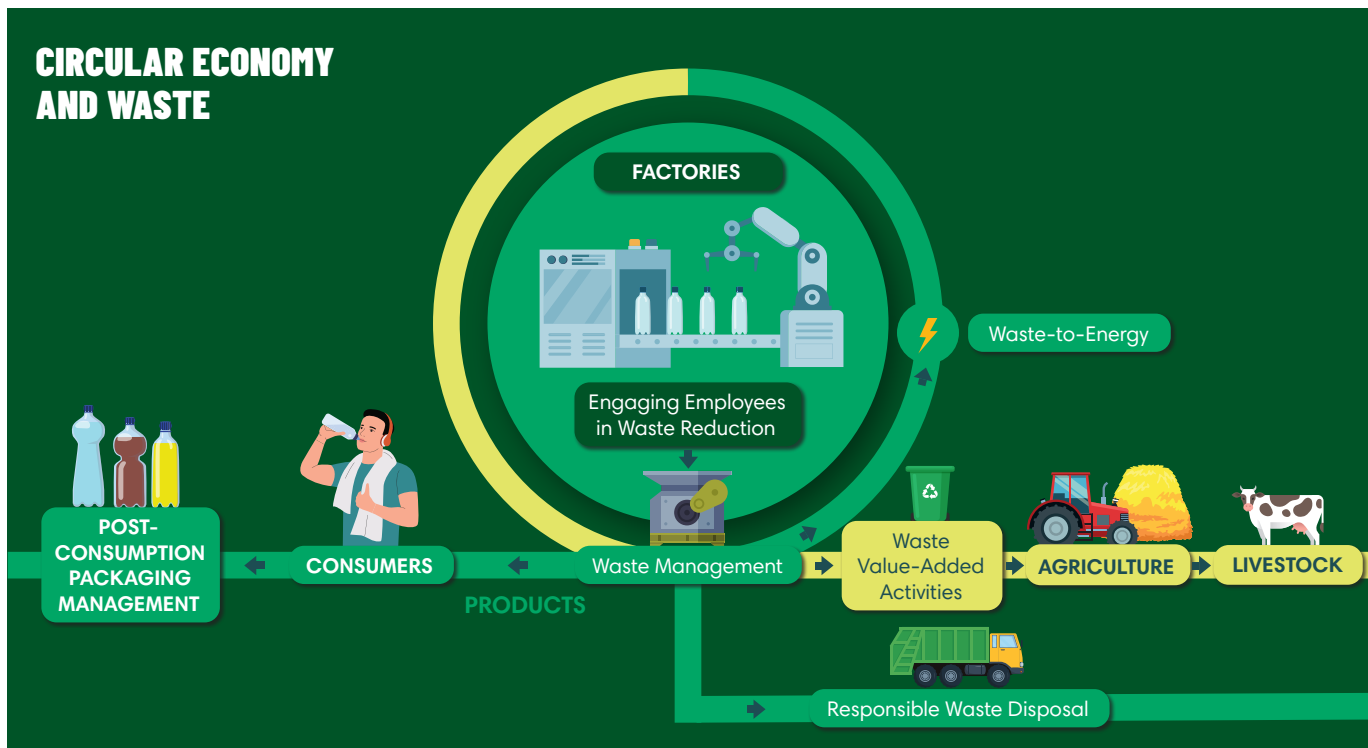 CIRCULAR ECONOMY
AND WASTE
FACTORIES
Waste-to-Energy
Engaging Employees
in Waste Reduction
POST-
CONSUMPTION
PACKAGING
MANAGEMENT
CONSUMERS
PRODUCTS
Waste Management
Waste
Value-Added
Activities
AGRICULTURE
LIVESTOCK
Responsible Waste Disposal